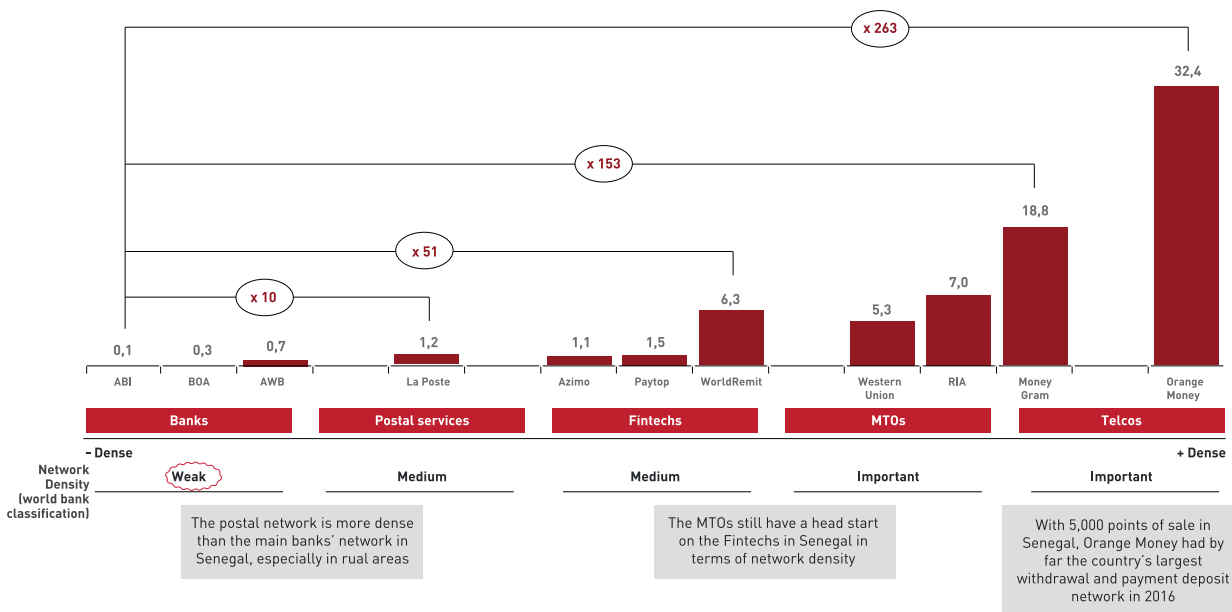 x 263
32,4
x 153
18,8
x 51
x 10
6,3
7,0
5,3
0,1
0,3
0,7
1,2
1,1
1,5
ABI
BOA
AWB
La Poste
Azimo
Paytop
WorldRemit
Western
Union
RIA
Money
Gram
Orange
Money
Banks
Postal services
Fintechs
MTOs
Telcos
– Dense
+ Dense
Network
Density
(world bank
classification)
Weak
Medium
Medium
Important
Important
The postal network is more dense
than the main banks’ network in
Senegal, especially in rual areas
The MTOs still have a head start
on the Fintechs in Senegal in
terms of network density
With 5,000 points of sale in
Senegal, Orange Money had by
far the country’s largest
withdrawal and payment deposit
network in 2016